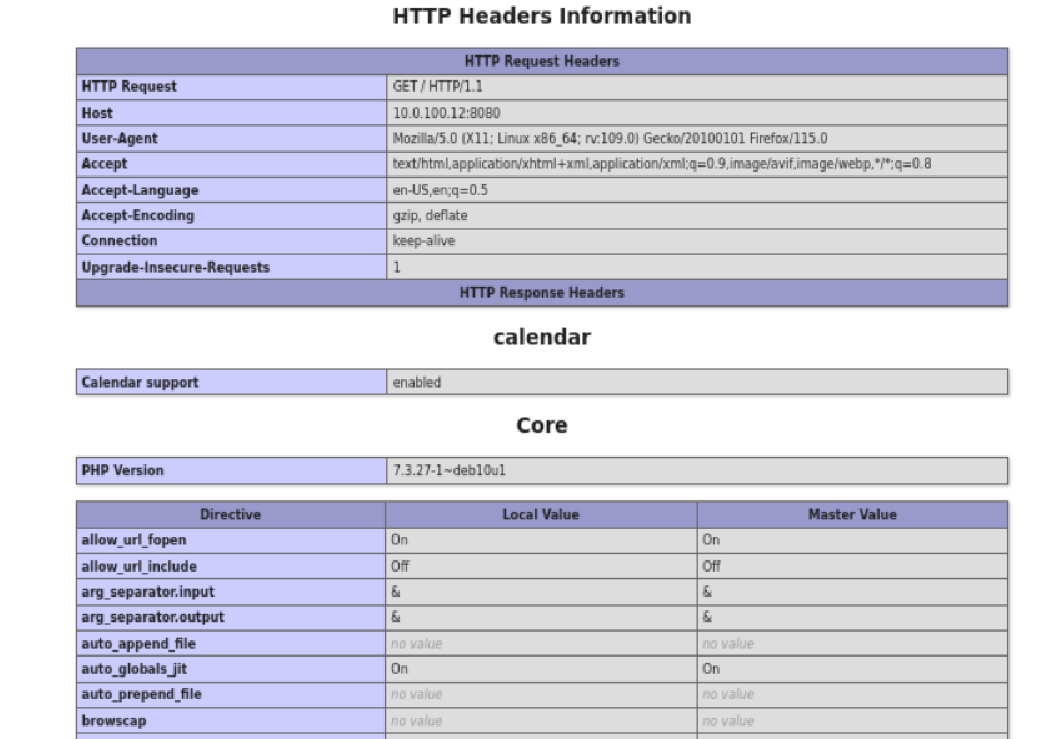 HTTP Headers Information
HTTP Request Headers
HTTP Request GET / HTTP/1.1
Host 10.0.100.12:8080
User-Agent Mozilla/5.0 (X11; Linux x86_64; rv:109.0) Gecko/20100101 Firefox/115.0
Accept text/html,application/xhtml+xml,application/xml;q=0.9,image/avif,image/webp,*/*;q=0.8
Accept-Language en-US,en;q=0.5
Accept-Encoding gzip, deflate
Connection keep-alive
Upgrade-Insecure-Requests 1
HTTP Response Headers
calendar
Calendar support enabled
Core
PHP Version 7.3.27-1~deb10u1
Directive Local Value Master Value
allow_url_fopen On On
allow_url_include Off Off
arg_separator.input & &
arg_separator.output & &
auto_append_file no value no value
auto_globals_jit On On
auto_prepend_file no value no value
browscap no value no value